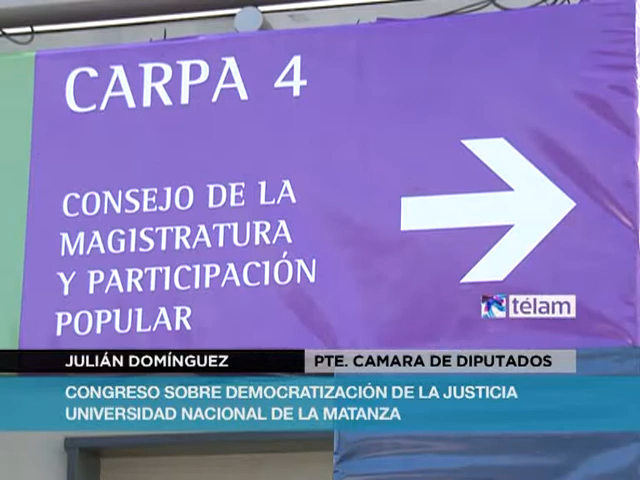 CARPA 4
CONSEJO DE LA
MAGISTRATURA
Y PARTICIPACIÓN
POPULAR
télam
JULIÁN DOMÍNGUEZ
PTE. CAMARA DE DIPUTADOS
CONGRESO SOBRE DEMOCRATIZACIÓN DE LA JUSTICIA
UNIVERSIDAD NACIONAL DE LA MATANZA